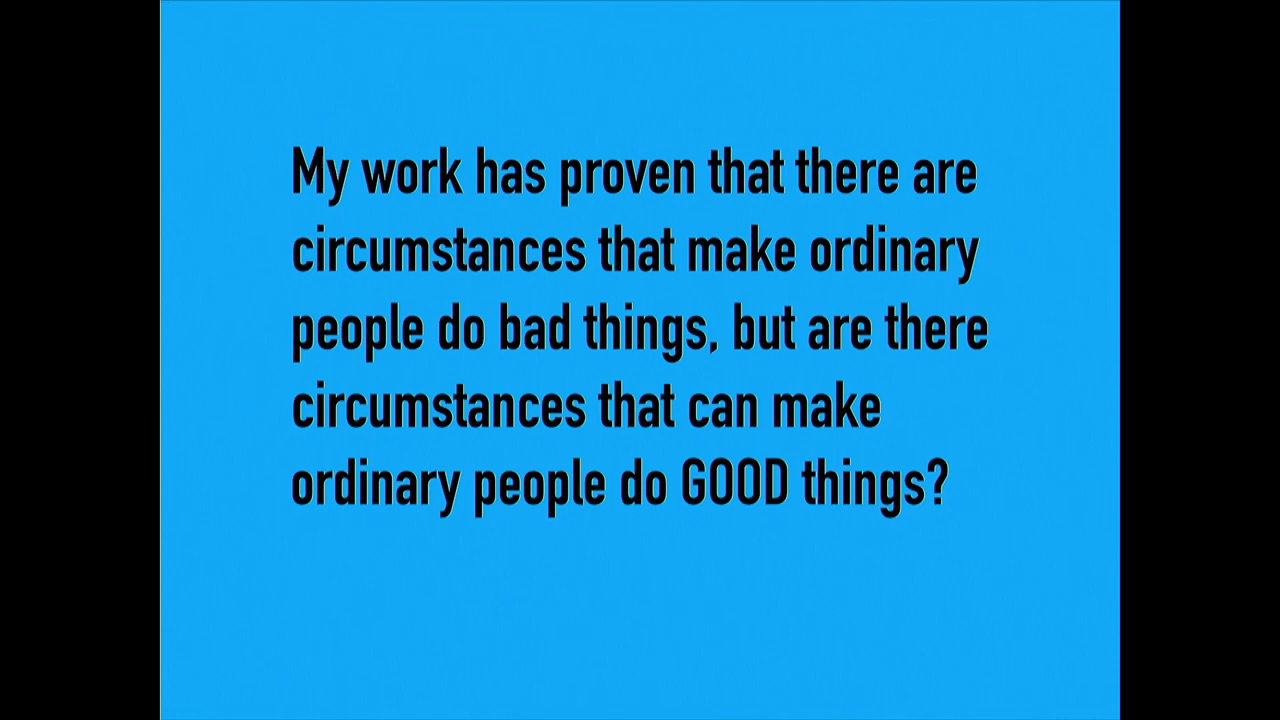 My work has proven that there are
circumstances that make ordinary
people do bad things, but are there
circumstances that can make
ordinary people do GOOD things?